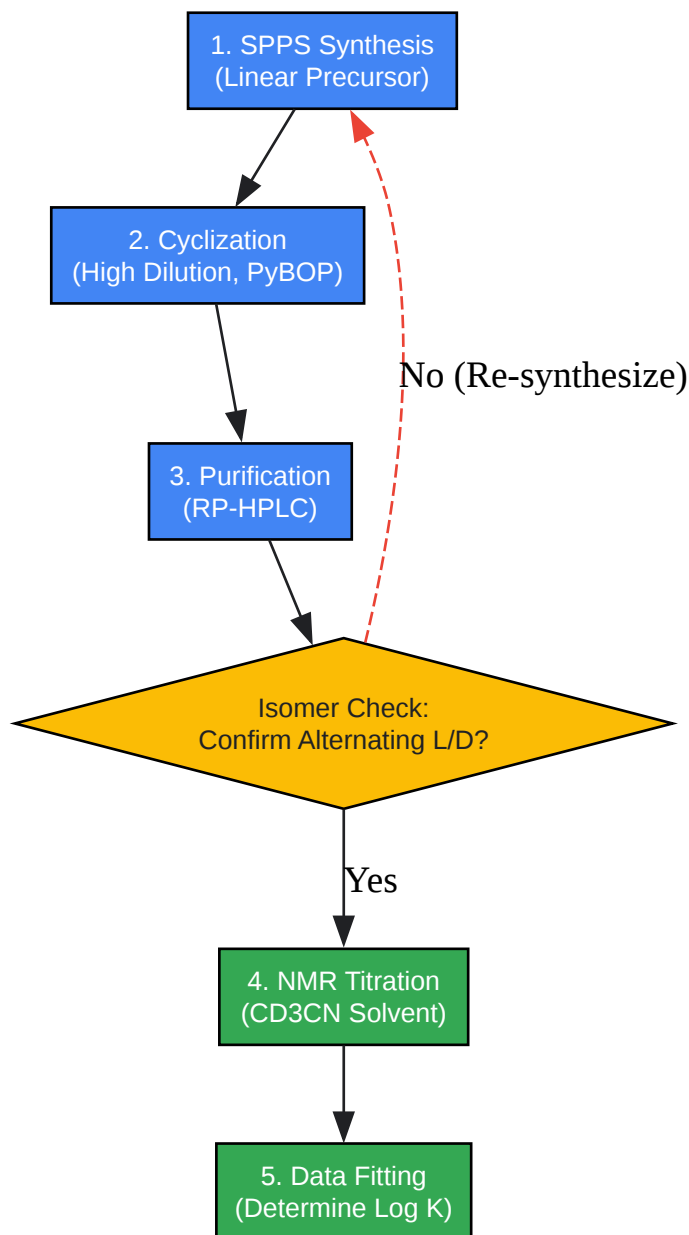 1. SPPS Synthesis
(Linear Precursor)
2. Cyclization
(High Dilution, PyBOP)
No (Re-synthesize)
3. Purification
(RP-HPLC)
Isomer Check:
Confirm Alternating L/D?
Yes
4. NMR Titration
(CD3CN Solvent)
5. Data Fitting
(Determine Log K)